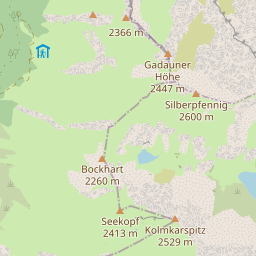 2366 m
Gadauner
Höhe
2447 m
Silberpfennig
2600 m
Bockhart
2260 m
Seekopf
2413 m
Kolmkarspitz
2529 m